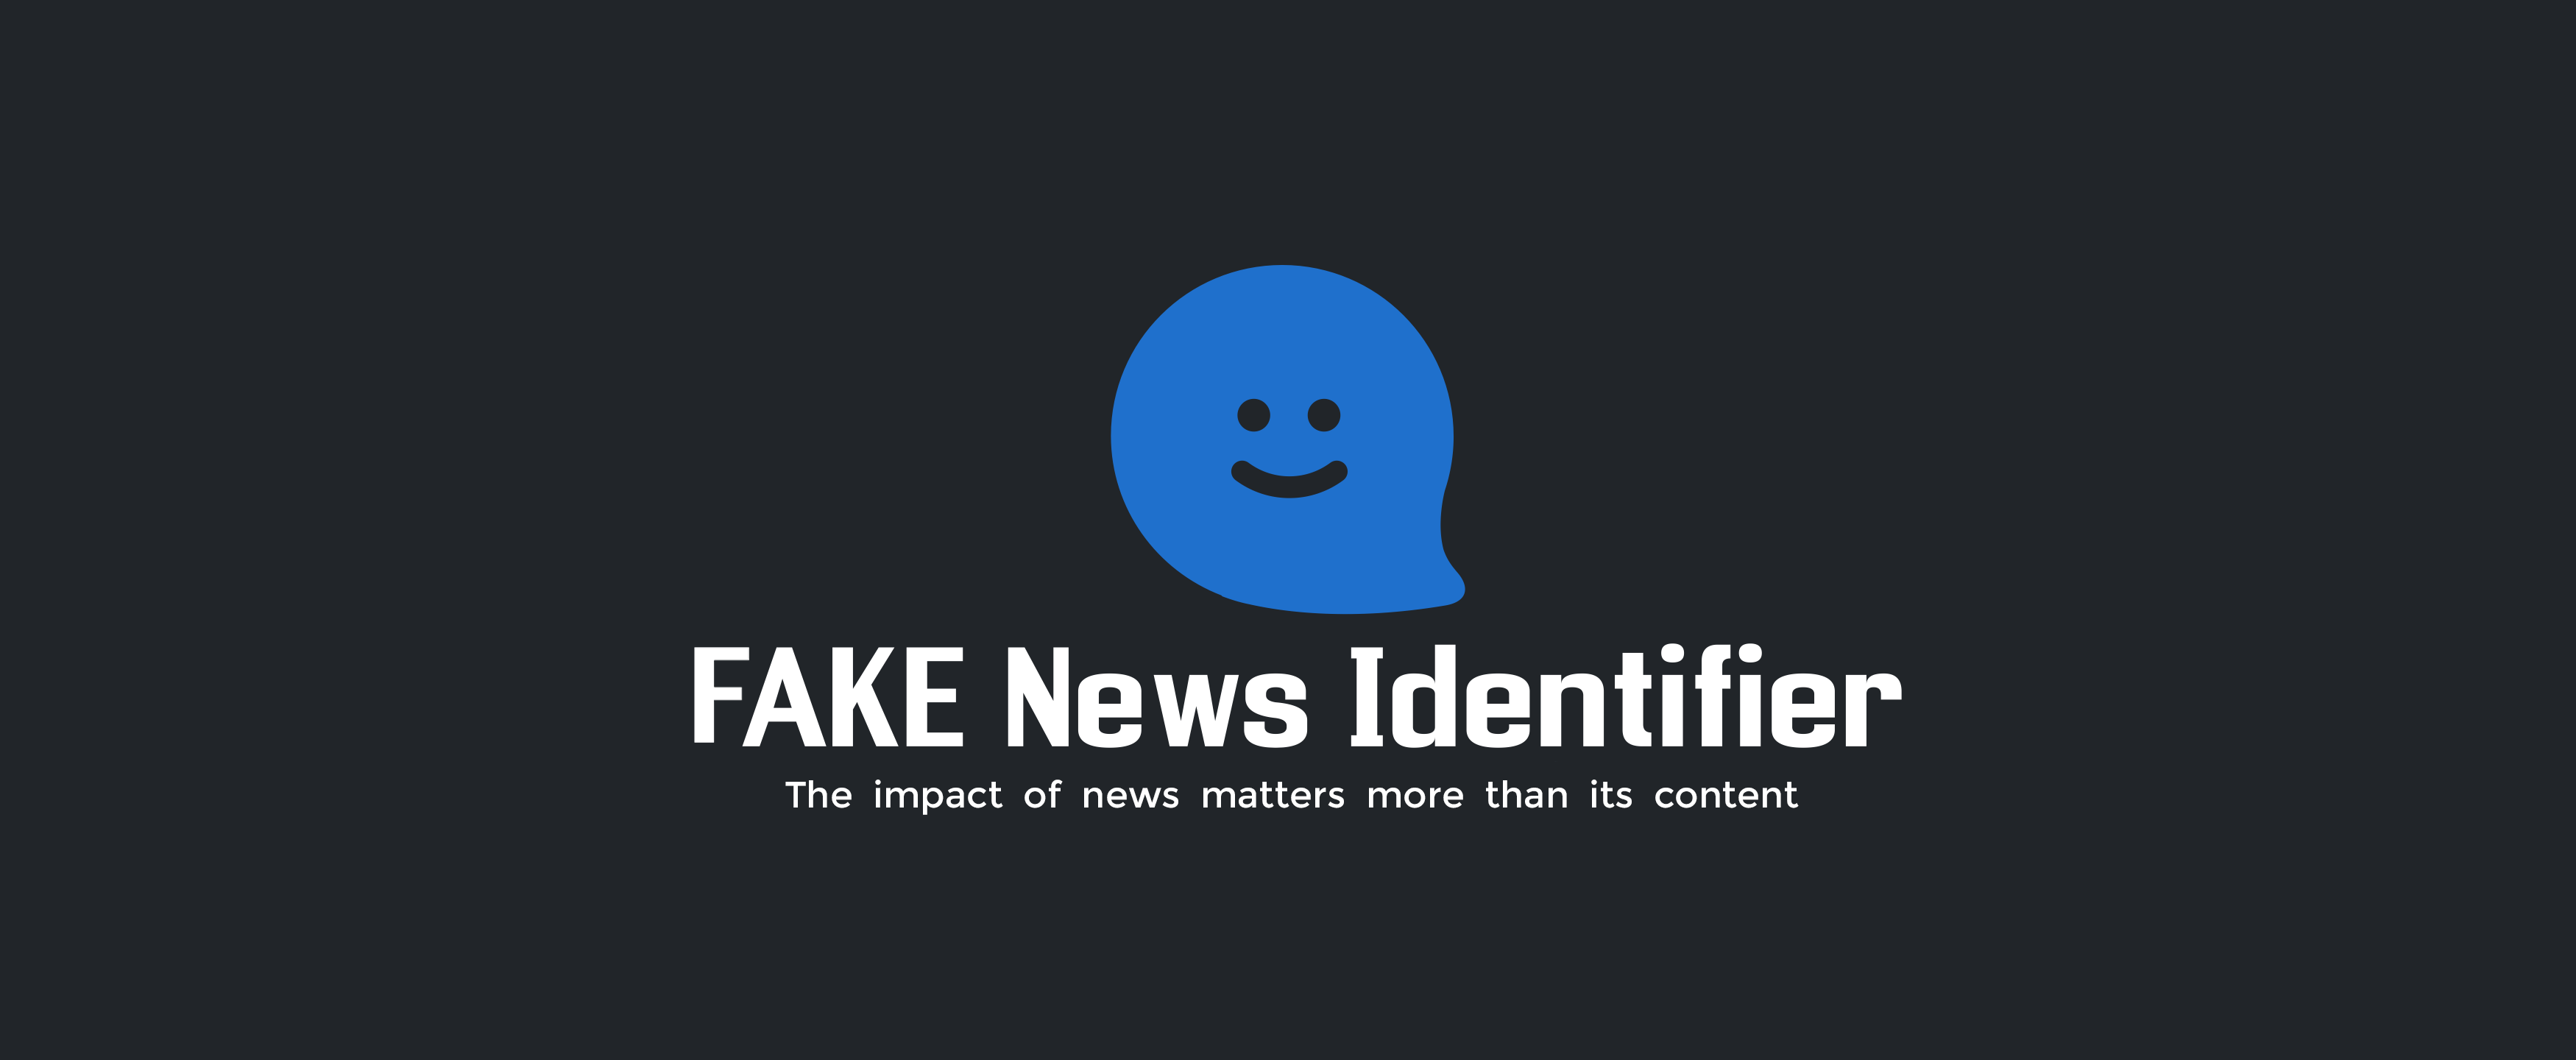 FAKE News Identifier
The impact of news matters more than its content